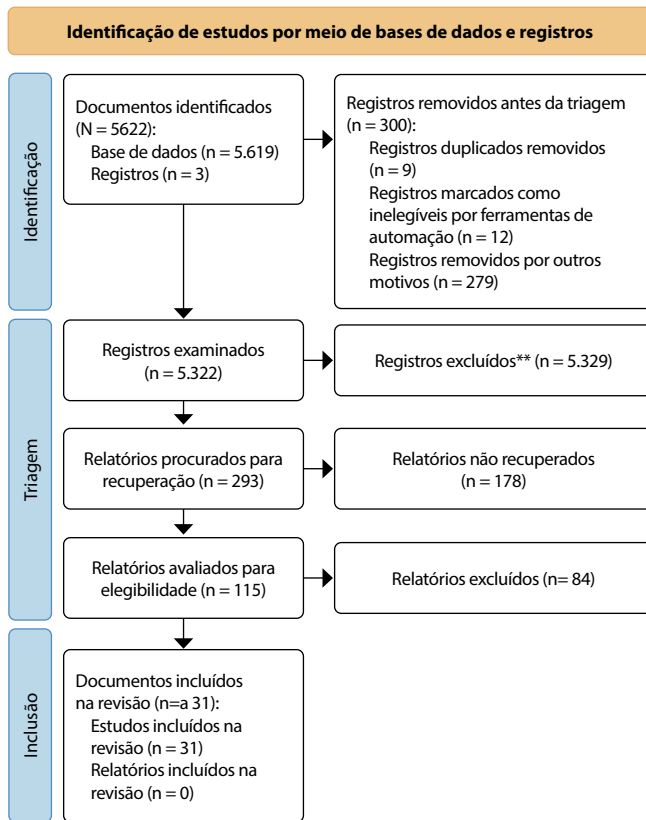 Identificação de estudos por meio de bases de dados e registros
Identificação
Documentos identificados
(N = 5622):
Base de dados (n = 5.619)
Registros (n = 3)
Registros removidos antes da triagem
(n = 300):
Registros duplicados removidos
(n = 9)
Registros marcados como
inelegíveis por ferramentas de
automação (n = 12)
Registros removidos por outros
motivos (n = 279)
Triagem
Registros examinados
(n = 5.322)
Registros excluídos** (n = 5.329)
Relatórios procurados para
recuperação (n = 293)
Relatórios não recuperados
(n = 178)
Relatórios avaliados para
elegibilidade (n = 115)
Relatórios excluídos (n= 84)
Inclusão
Documentos incluídos
na revisão (n=a 31):
Estudos incluídos na
revisão (n = 31)
Relatórios incluídos na
revisão (n = 0)